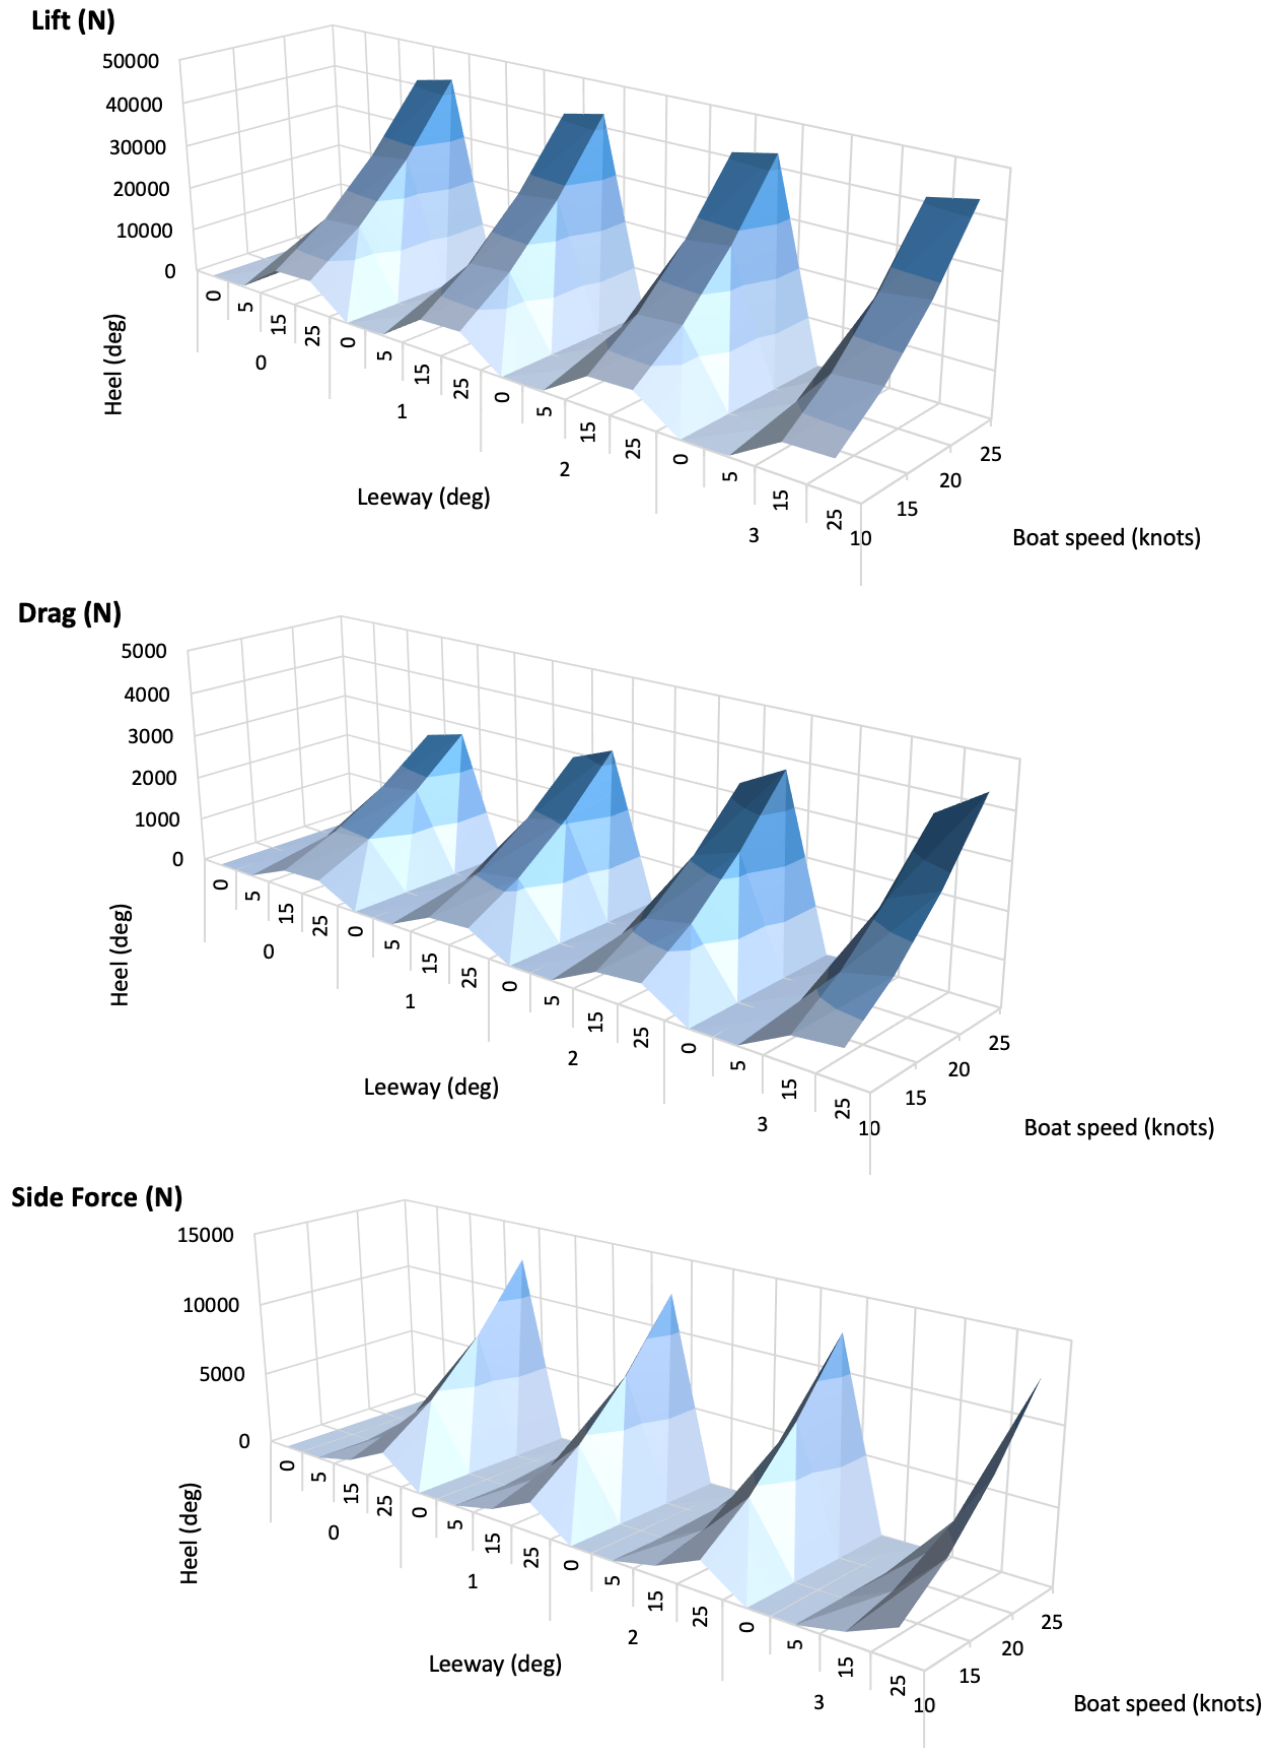 Lift (N)
50000
40000
30000
20000
10000
0
Heel (deg)
0 5 15 25 0 5 15 25 0 5 15 25 0 5 15 25
0 1 2 3
Leeway (deg)
10 15 20 25
Boat speed (knots)
Drag (N)
5000
4000
3000
2000
1000
0
Heel (deg)
0 5 15 25 0 5 15 25 0 5 15 25 0 5 15 25
0 1 2 3
Leeway (deg)
10 15 20 25
Boat speed (knots)
Side Force (N)
15000
10000
5000
0
Heel (deg)
0 5 15 25 0 5 15 25 0 5 15 25 0 5 15 25
0 1 2 3
Leeway (deg)
10 15 20 25
Boat speed (knots)